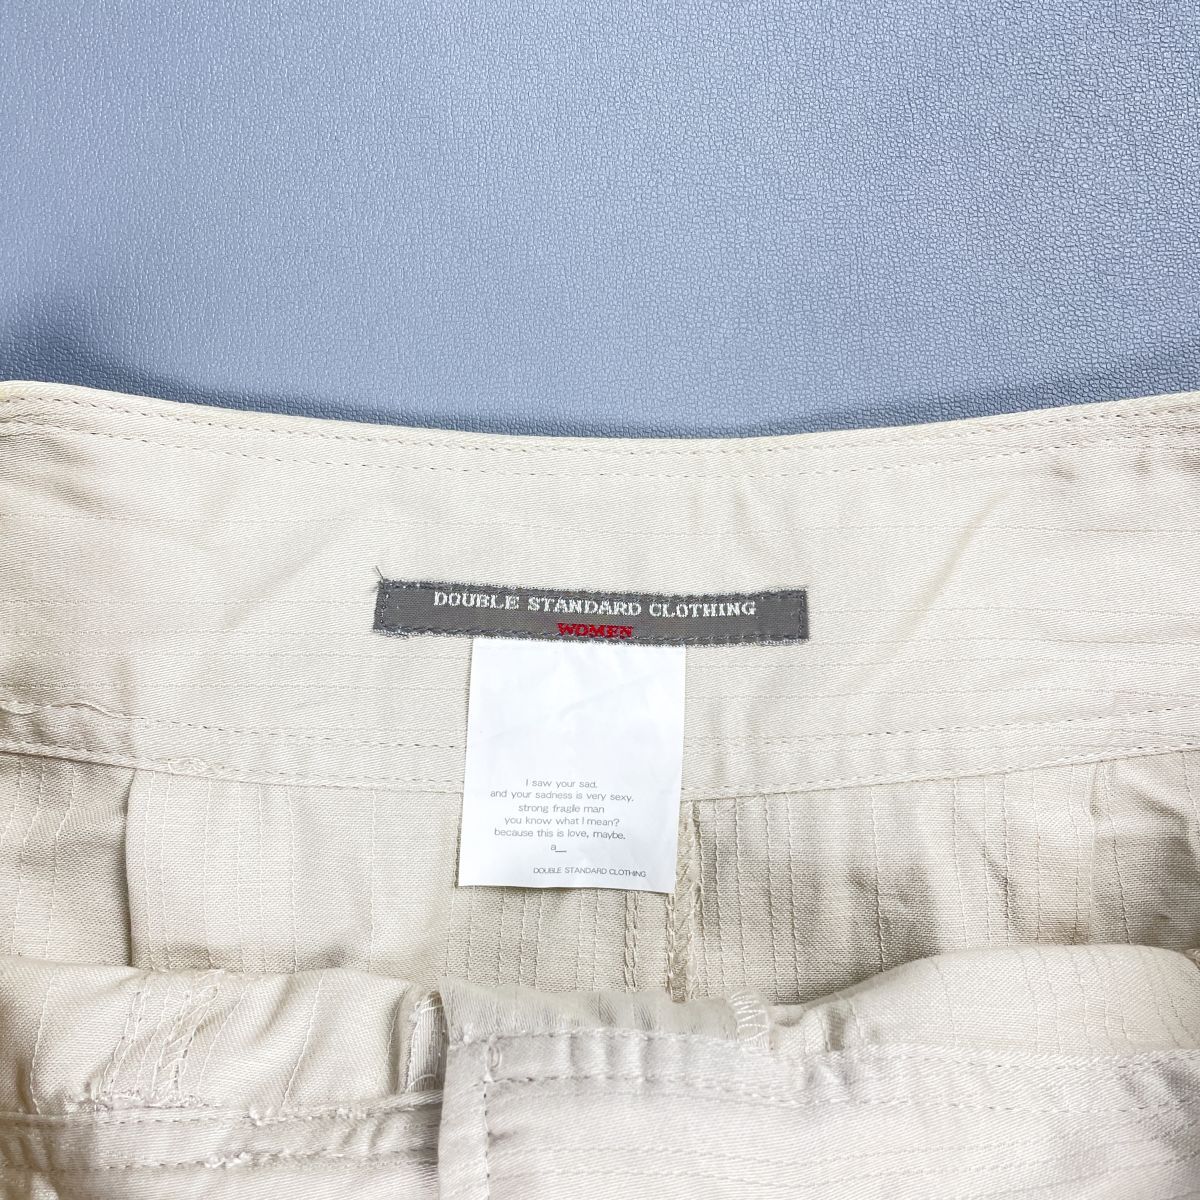 DOUBLE STANDARD CLOTHING
WOMEN
I saw your sad.
and your sadness is very sexy.
strong fragile man
you know what I mean?
because this is love, maybe.
a__
DOUBLE STANDARD CLOTHING